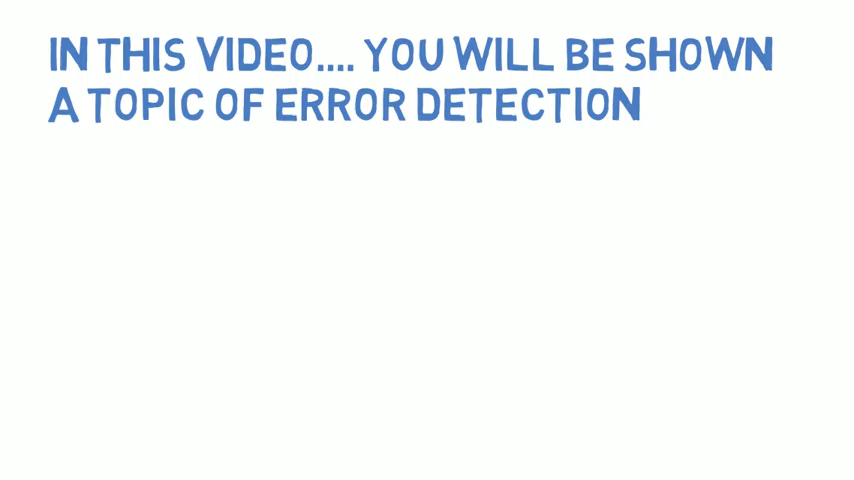 IN THIS VIDEO.... YOU WILL BE SHOWN
A TOPIC OF ERROR DETECTION